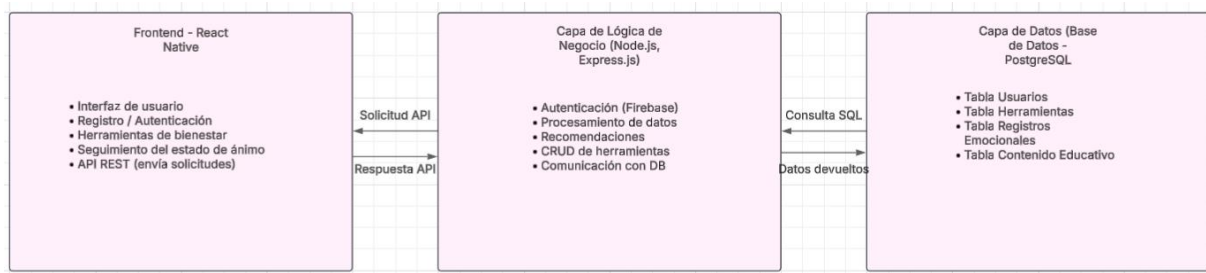 Frontend - React
Native
• Interfaz de usuario
• Registro / Autenticación
• Herramientas de bienestar
• Seguimiento del estado de ánimo
• API REST (envía solicitudes)
Solicitud API
Respuesta API
Capa de Lógica de
Negocio (Node.js,
Express.js)
• Autenticación (Firebase)
• Procesamiento de datos
• Recomendaciones
• CRUD de herramientas
• Comunicación con DB
Consulta SQL
Datos devueltos
Capa de Datos (Base
de Datos -
PostgreSQL
• Tabla Usuarios
• Tabla Herramientas
• Tabla Registros
Emocionales
• Tabla Contenido Educativo